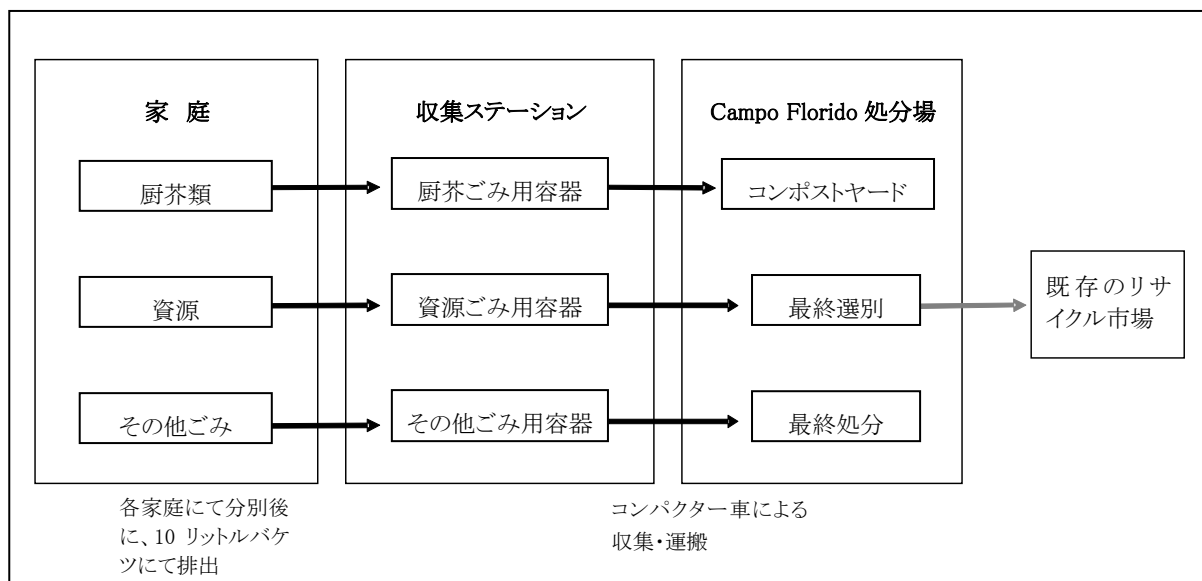 家 庭
収集ステーション
Campo Florido 処分場
厨芥類
厨芥ごみ用容器
コンポストヤード
資源
資源ごみ用容器
最終選別
既存のリサ
イクル市場
その他ごみ
その他ごみ用容器
最終処分
各家庭にて分別後
に、10 リットルバケ
ツにて排出
コンパクター車による
収集・運搬